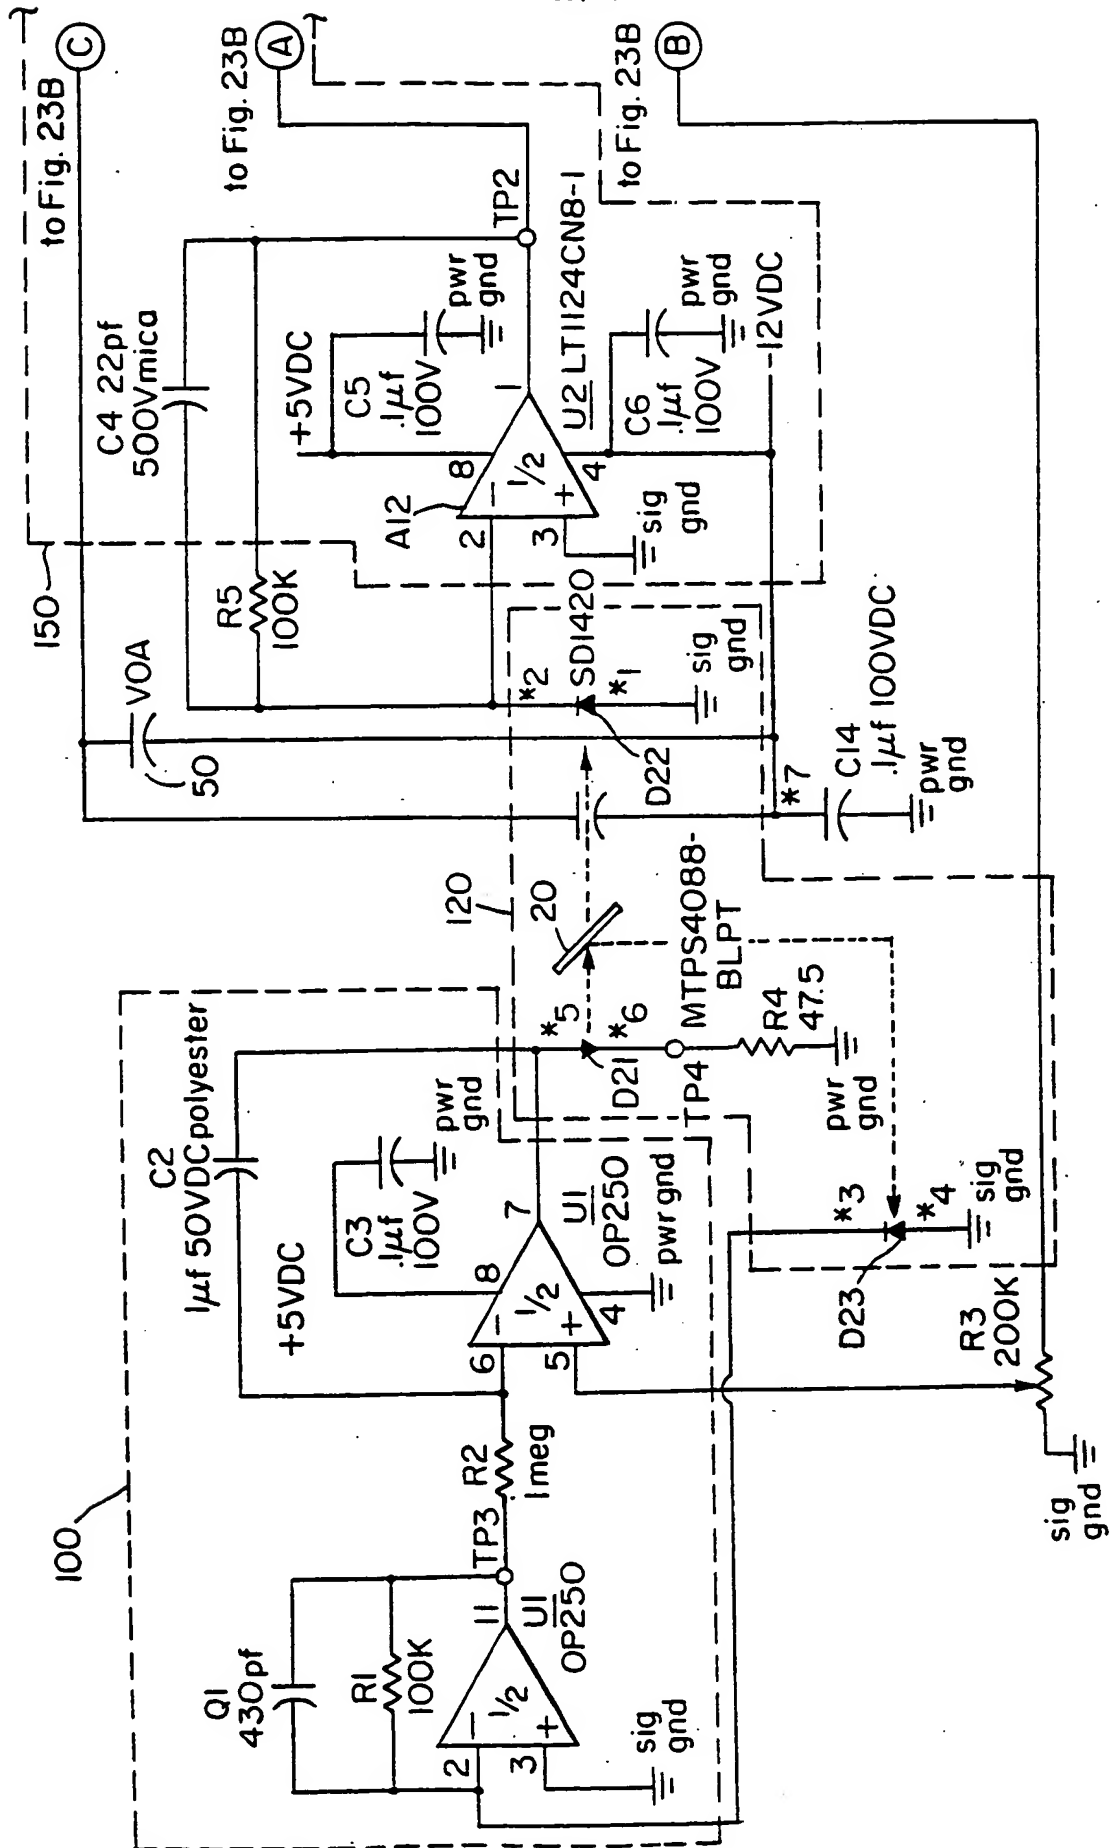 100
Q1
430pf
R1
100K
2
3
1/2
11
U1
OP250
sig
gnd
TP3
R2
1meg
C2
1µf 50VDC polyester
+5VDC
C3
.1µf
100V
pwr
gnd
6
5
8
1/2
4
7
U1
OP250
pwr gnd
R3
200K
sig
gnd
120
*5
*6
D21
TP4
MTPS4088-
BLPT
R4
47.5
pwr
gnd
20
D23
*3
*4
sig
gnd
150
50
VOA
R5
100K
C4 22pf
500V mica
+5VDC
C5
.1µf
100V
pwr
gnd
A12
2
3
8
1/2
4
1
U2 LT1124CN8-1
sig
gnd
C6
.1µf
100V
pwr
gnd
-12VDC
TP2
*2
SD1420
*1
D22
sig
gnd
*7
C14
.1µf 100VDC
pwr
gnd
to Fig. 23B
C
to Fig. 23B
A
to Fig. 23B
B